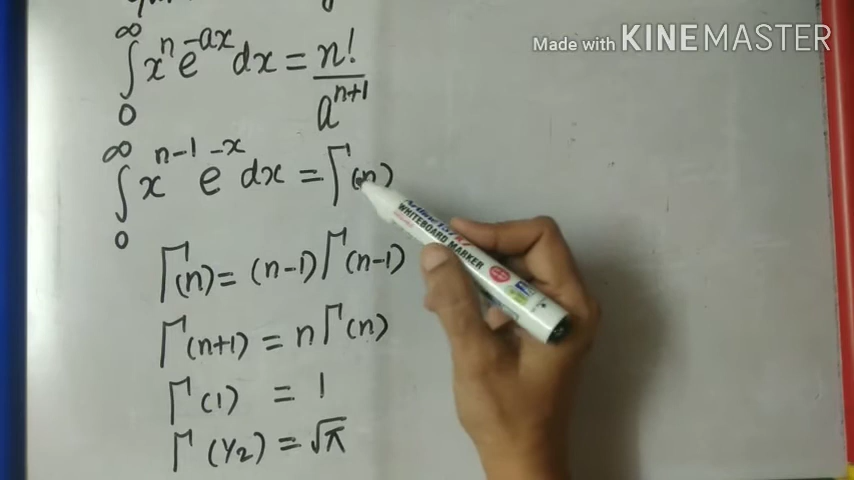 Made with KINEMASTER
∫₀^∞ xⁿ e^(-ax) dx = n! / a^(n+1)
∫₀^∞ x^(n-1) e^(-x) dx = Γ(n)
Γ(n) = (n-1) Γ(n-1)
Γ(n+1) = n Γ(n)
Γ(1) = 1
Γ(1/2) = √π
WHITEBOARD MARKER